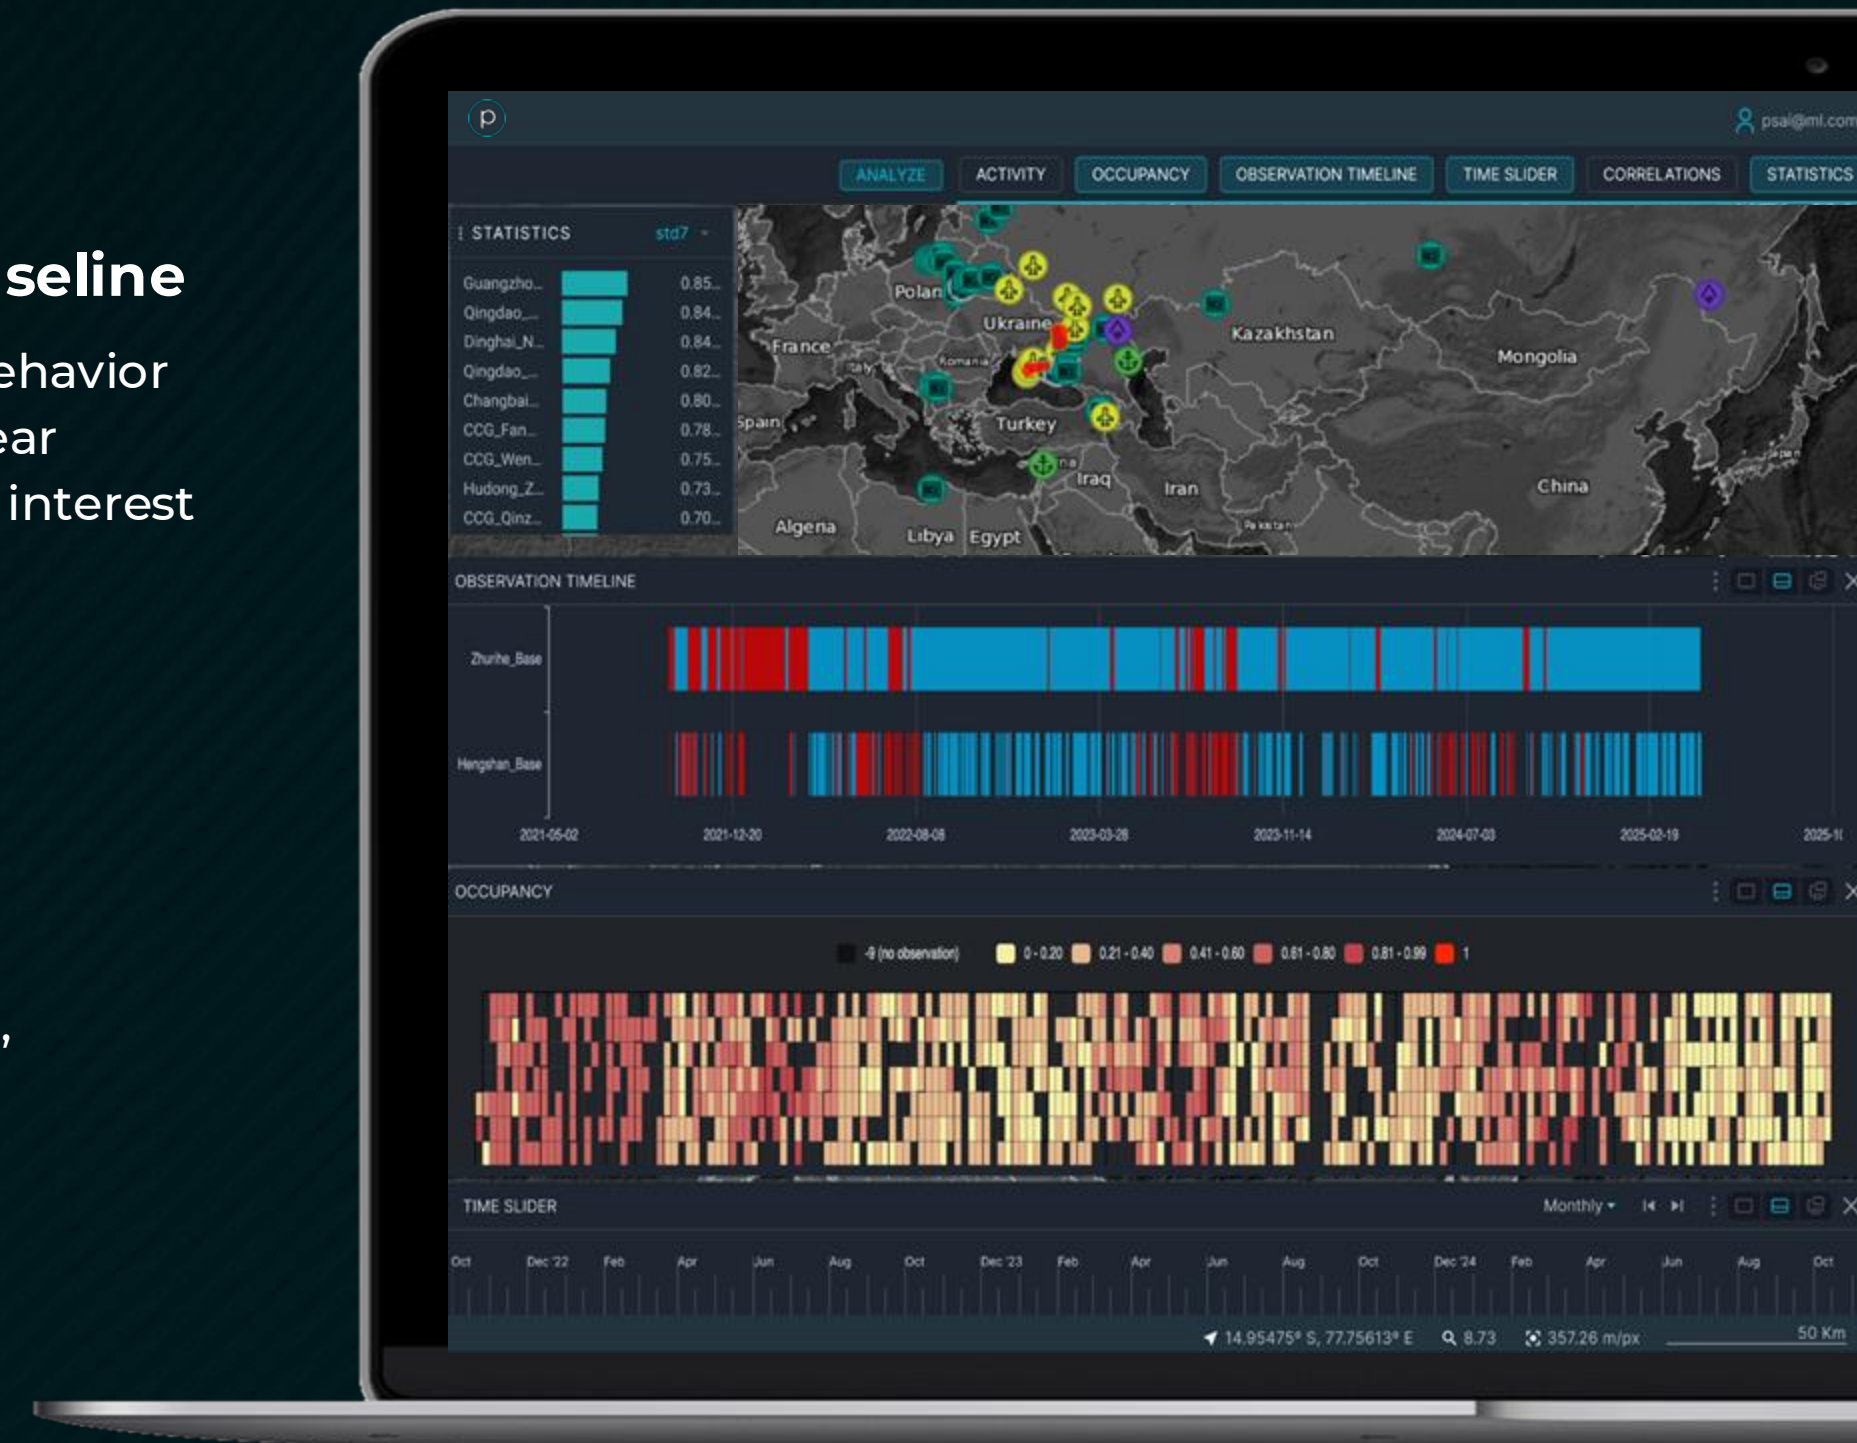 seline
ehavior
ear
interest
,
p
psai@ml.com
ANALYZE
ACTIVITY
OCCUPANCY
OBSERVATION TIMELINE
TIME SLIDER
CORRELATIONS
STATISTICS
STATISTICS
std7
Guangzho... 0.85...
Qingdao_... 0.84...
Dinghai_N... 0.84...
Qingdao_... 0.82...
Changbai... 0.80...
CCG_Fan... 0.78...
CCG_Wen... 0.75...
Hudong_Z... 0.73...
CCG_Qinz... 0.70...
Polan
Ukraine
Kazakhstan
France
Italy
Romania
Mongolia
Spain
Turkey
Japan
Iraq
Iran
China
Algeria
Libya
Egypt
Pakistan
OBSERVATION TIMELINE
Zhurihe_Base
Hengshan_Base
2021-05-02
2021-12-20
2022-08-08
2023-03-28
2023-11-14
2024-07-03
2025-02-19
2025-1
OCCUPANCY
-9 (no observation)
0 - 0.20
0.21 - 0.40
0.41 - 0.60
0.61 - 0.80
0.81 - 0.99
1
TIME SLIDER
Monthly
Oct
Dec '22
Feb
Apr
Jun
Aug
Oct
Dec '23
Feb
Apr
Jun
Aug
Oct
Dec '24
Feb
Apr
Jun
Aug
Oct
14.95475° S, 77.75613° E
8.73
357.26 m/px
50 Km